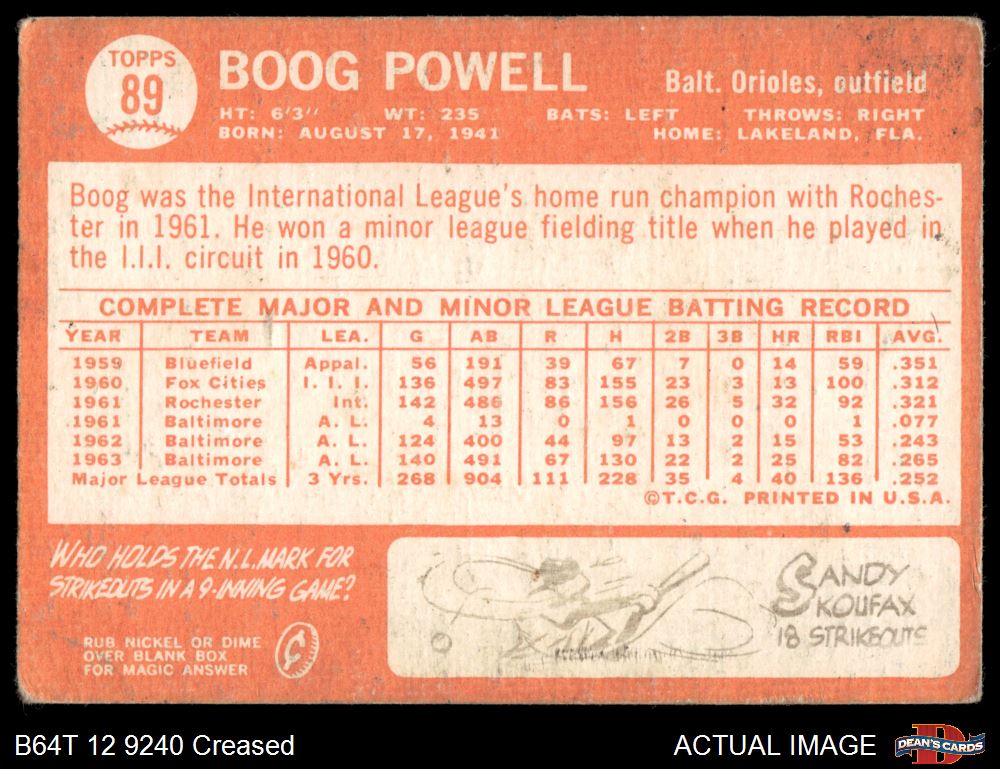 TOPPS
89
BOOG POWELL
Balt. Orioles, outfield
HT: 6'3" WT: 235 BATS: LEFT THROWS: RIGHT
BORN: AUGUST 17, 1941 HOME: LAKELAND, FLA.
Boog was the International League's home run champion with Roches-
ter in 1961. He won a minor league fielding title when he played in
the I.I.I. circuit in 1960.
COMPLETE MAJOR AND MINOR LEAGUE BATTING RECORD
YEAR TEAM LEA. G AB R H 2B 3B HR RBI AVG.
1959 Bluefield Appal. 56 191 39 67 7 0 14 59 .351
1960 Fox Cities I. I. I. 136 497 83 155 23 3 13 100 .312
1961 Rochester Int. 142 486 86 156 26 5 32 92 .321
1961 Baltimore A. L. 4 13 0 1 0 0 0 1 .077
1962 Baltimore A. L. 124 400 44 97 13 2 15 53 .243
1963 Baltimore A. L. 140 491 67 130 22 2 25 82 .265
Major League Totals 3 Yrs. 268 904 111 228 35 4 40 136 .252
©T.C.G. PRINTED IN U.S.A.
WHO HOLDS THE N.L. MARK FOR
STRIKEOUTS IN A 9-INNING GAME?
RUB NICKEL OR DIME
OVER BLANK BOX
FOR MAGIC ANSWER
¢
SANDY
KOUFAX
18 STRIKEOUTS
B64T 12 9240 Creased
ACTUAL IMAGE
DEAN'S CARDS